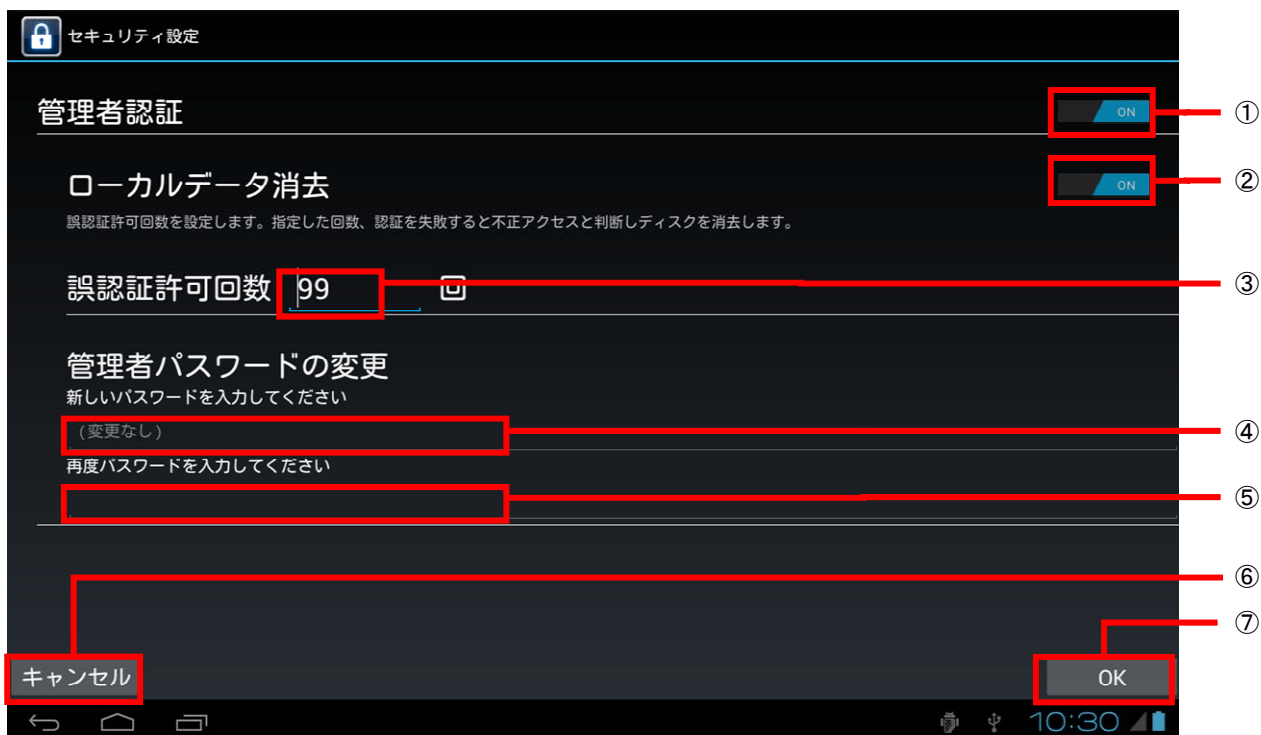 セキュリティ設定
管理者認証
ON
①
ローカルデータ消去
ON
②
誤認証許可回数を設定します。指定した回数、認証を失敗すると不正アクセスと判断しディスクを消去します。
誤認証許可回数 99 回
③
管理者パスワードの変更
新しいパスワードを入力してください
(変更なし)
④
再度パスワードを入力してください
⑤
⑥
⑦
キャンセル
OK
10:30